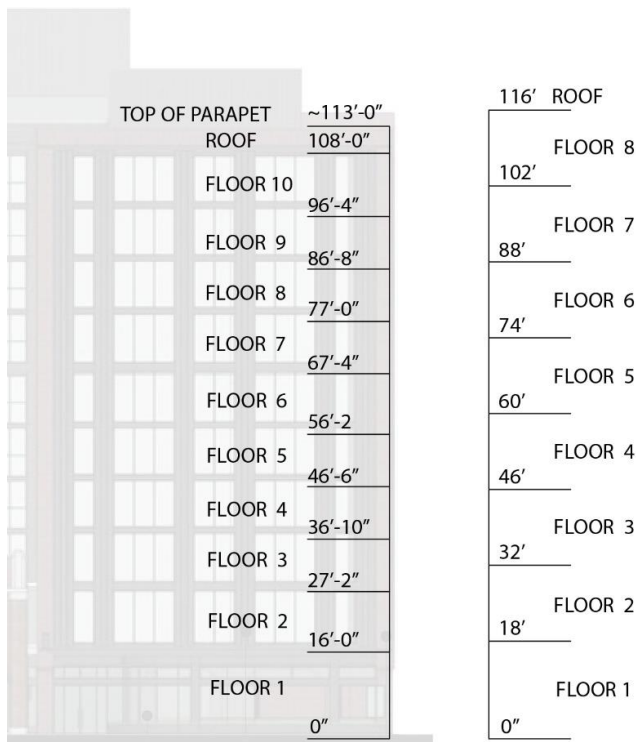 TOP OF PARAPET ~113’-0”
ROOF 108’-0”
FLOOR 10
96’-4”
FLOOR 9
86’-8”
FLOOR 8
77’-0”
FLOOR 7
67’-4”
FLOOR 6
56’-2
FLOOR 5
46’-6”
FLOOR 4
36’-10”
FLOOR 3
27’-2”
FLOOR 2
16’-0”
FLOOR 1
0”
116’ ROOF
FLOOR 8
102’
FLOOR 7
88’
FLOOR 6
74’
FLOOR 5
60’
FLOOR 4
46’
FLOOR 3
32’
FLOOR 2
18’
FLOOR 1
0”